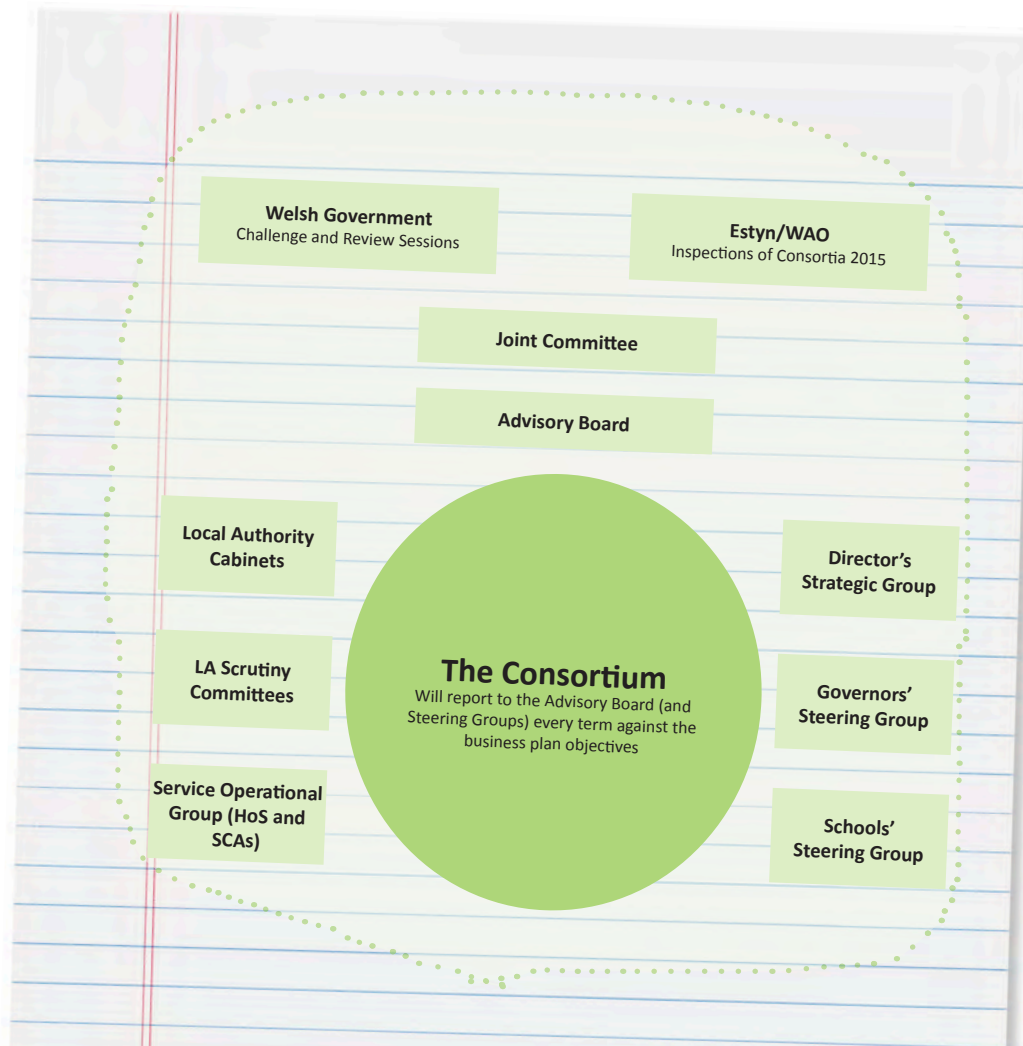 Welsh Government
Challenge and Review Sessions
Estyn/WAO
Inspections of Consortia 2015
Joint Committee
Advisory Board
Local Authority
Cabinets
LA Scrutiny
Committees
Service Operational
Group (HoS and
SCAs)
The Consortium
Will report to the Advisory Board (and
Steering Groups) every term against the
business plan objectives
Director’s
Strategic Group
Governors’
Steering Group
Schools’
Steering Group